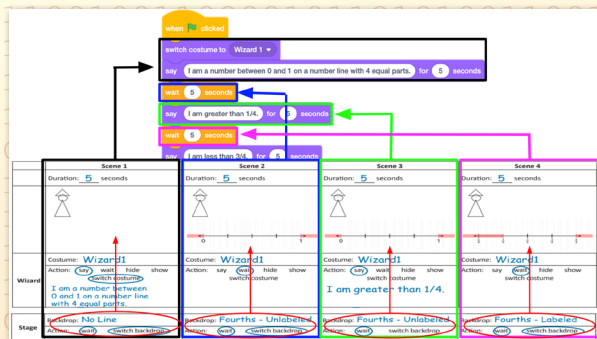 when clicked
switch costume to Wizard 1
say I am a number between 0 and 1 on a number line with 4 equal parts. for 5 seconds
wait 5 seconds
say I am greater than 1/4. for 5 seconds
wait 5 seconds
say I am less than 3/4. for 5 seconds
Scene 1 Scene 2 Scene 3 Scene 4
Duration: 5 seconds Duration: 5 seconds Duration: 5 seconds Duration: 5 seconds
0 1 0 1
Wizard
Costume: Wizard1 Costume: Wizard1 Costume: Wizard1 Costume: Wizard1
Action: say wait hide show Action: say wait hide show Action: say wait hide show Action: say wait hide show
switch costume switch costume switch costume switch costume
I am a number between
0 and 1 on a number line
with 4 equal parts.
I am greater than 1/4.
Stage
Backdrop: No Line Backdrop: Fourths - Unlabeled Backdrop: Fourths - Unlabeled Backdrop: Fourths - Labeled
Action: wait switch backdrop Action: wait switch backdrop Action: wait switch backdrop Action: wait switch backdrop